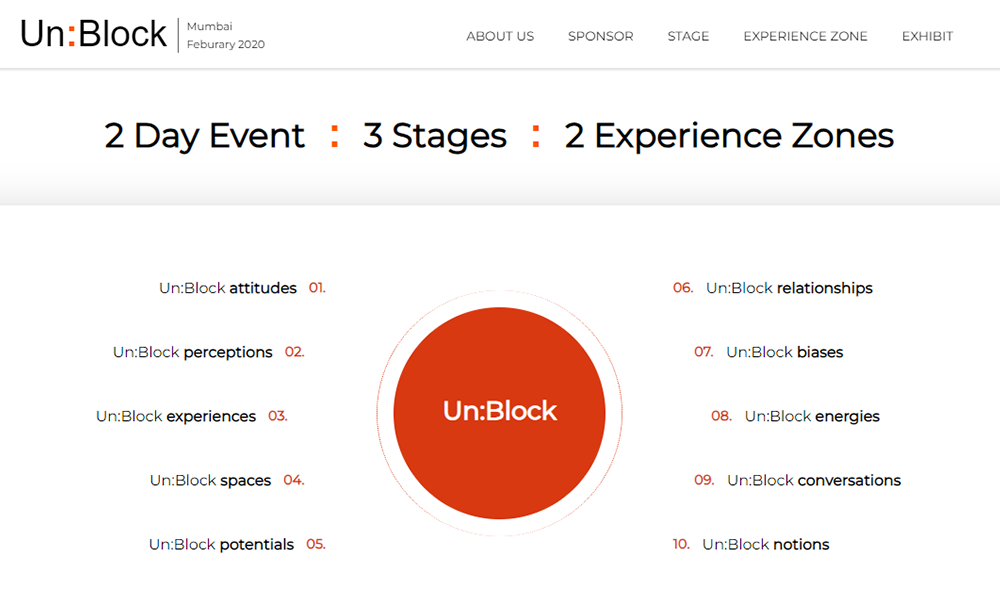 Un:Block
Mumbai
Feburary 2020
ABOUT US SPONSOR STAGE EXPERIENCE ZONE EXHIBIT
2 Day Event : 3 Stages : 2 Experience Zones
Un:Block attitudes 01.
Un:Block perceptions 02.
Un:Block experiences 03.
Un:Block spaces 04.
Un:Block potentials 05.
Un:Block
06. Un:Block relationships
07. Un:Block biases
08. Un:Block energies
09. Un:Block conversations
10. Un:Block notions